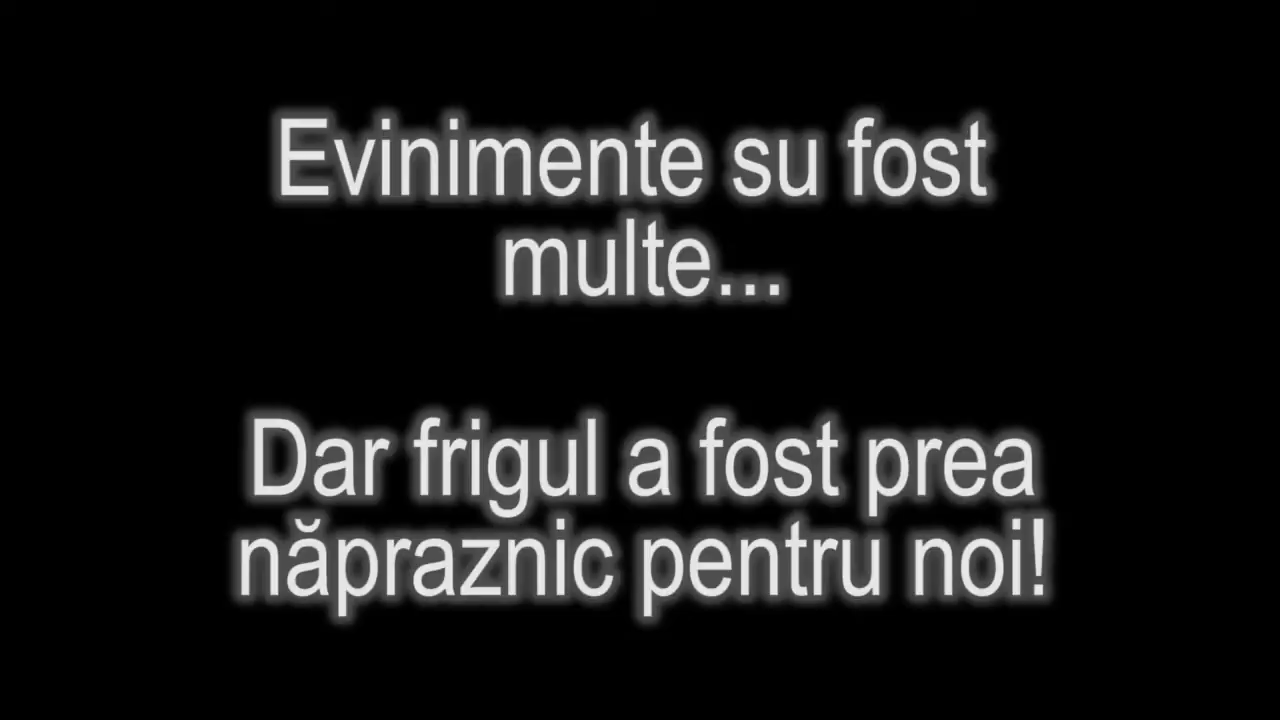 Evinimente su fost
multe...
Dar frigul a fost prea
năpraznic pentru noi!